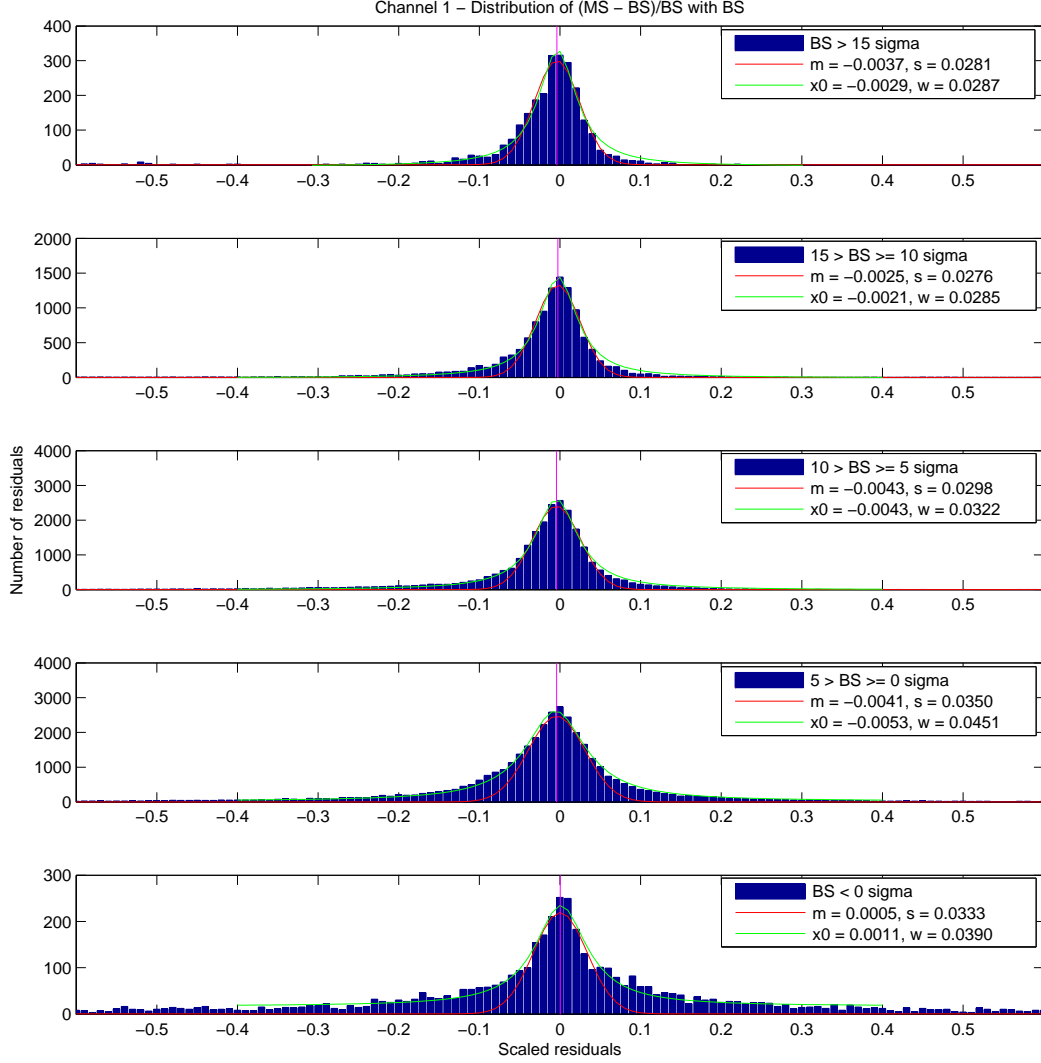 Channel 1 − Distribution of (MS − BS)/BS with BS
400
300
200
100
0
BS > 15 sigma
m = −0.0037, s = 0.0281
x0 = −0.0029, w = 0.0287
−0.5 −0.4 −0.3 −0.2 −0.1 0 0.1 0.2 0.3 0.4 0.5
2000
1500
1000
500
0
15 > BS >= 10 sigma
m = −0.0025, s = 0.0276
x0 = −0.0021, w = 0.0285
−0.5 −0.4 −0.3 −0.2 −0.1 0 0.1 0.2 0.3 0.4 0.5
Number of residuals
4000
3000
2000
1000
0
10 > BS >= 5 sigma
m = −0.0043, s = 0.0298
x0 = −0.0043, w = 0.0322
−0.5 −0.4 −0.3 −0.2 −0.1 0 0.1 0.2 0.3 0.4 0.5
4000
3000
2000
1000
0
5 > BS >= 0 sigma
m = −0.0041, s = 0.0350
x0 = −0.0053, w = 0.0451
−0.5 −0.4 −0.3 −0.2 −0.1 0 0.1 0.2 0.3 0.4 0.5
300
200
100
0
BS < 0 sigma
m = 0.0005, s = 0.0333
x0 = 0.0011, w = 0.0390
−0.5 −0.4 −0.3 −0.2 −0.1 0 0.1 0.2 0.3 0.4 0.5
Scaled residuals